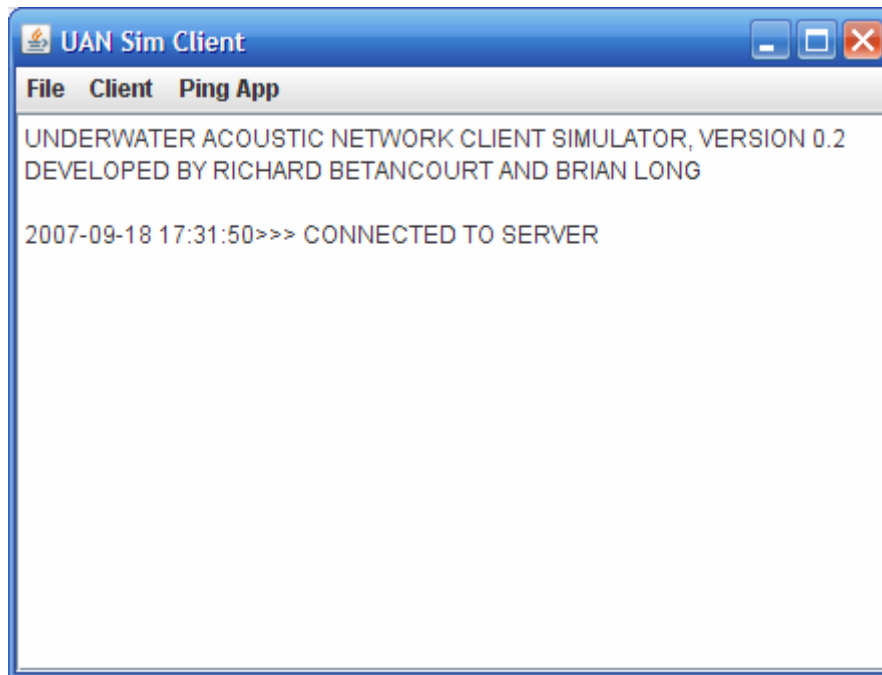 UAN Sim Client
File Client Ping App
UNDERWATER ACOUSTIC NETWORK CLIENT SIMULATOR, VERSION 0.2
DEVELOPED BY RICHARD BETANCOURT AND BRIAN LONG
2007-09-18 17:31:50>>> CONNECTED TO SERVER